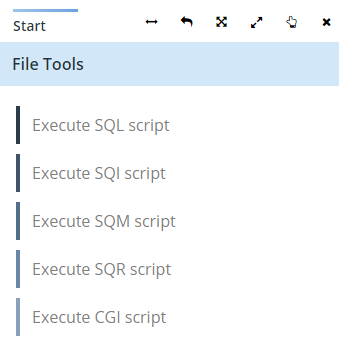 Start
File Tools
Execute SQL script
Execute SQI script
Execute SQM script
Execute SQR script
Execute CGI script